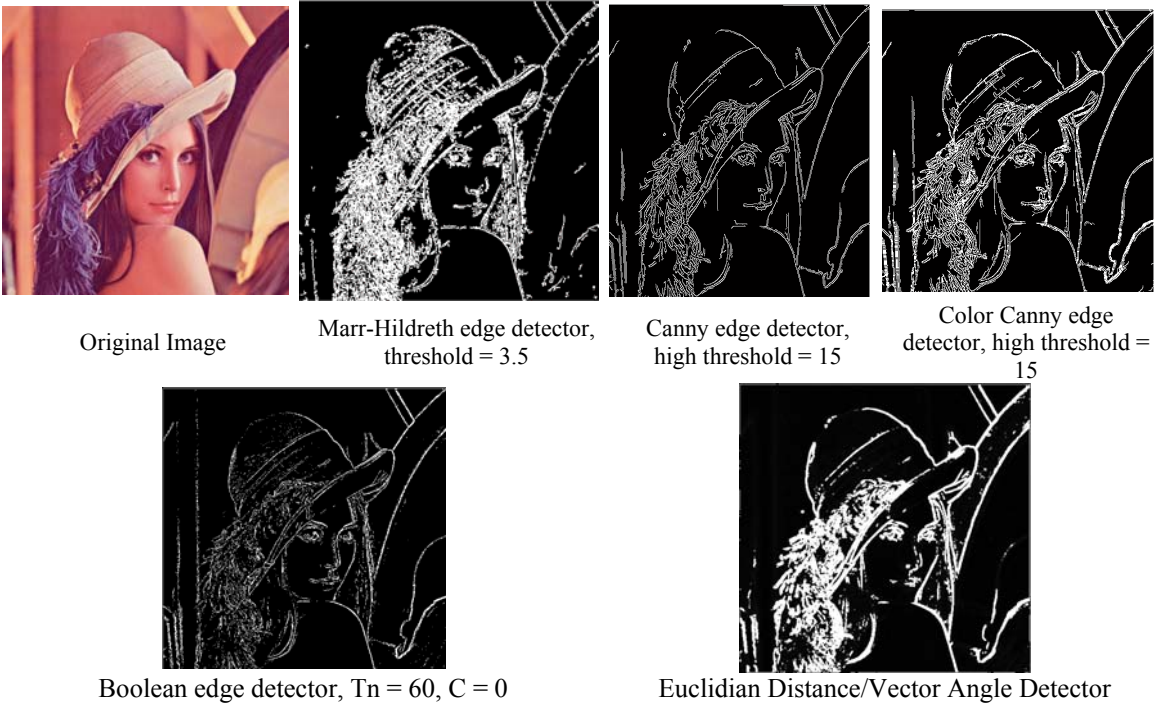 Original Image
Marr-Hildreth edge detector,
threshold = 3.5
Canny edge detector,
high threshold = 15
Color Canny edge
detector, high threshold =
15
Boolean edge detector, Tn = 60, C = 0
Euclidian Distance/Vector Angle Detector